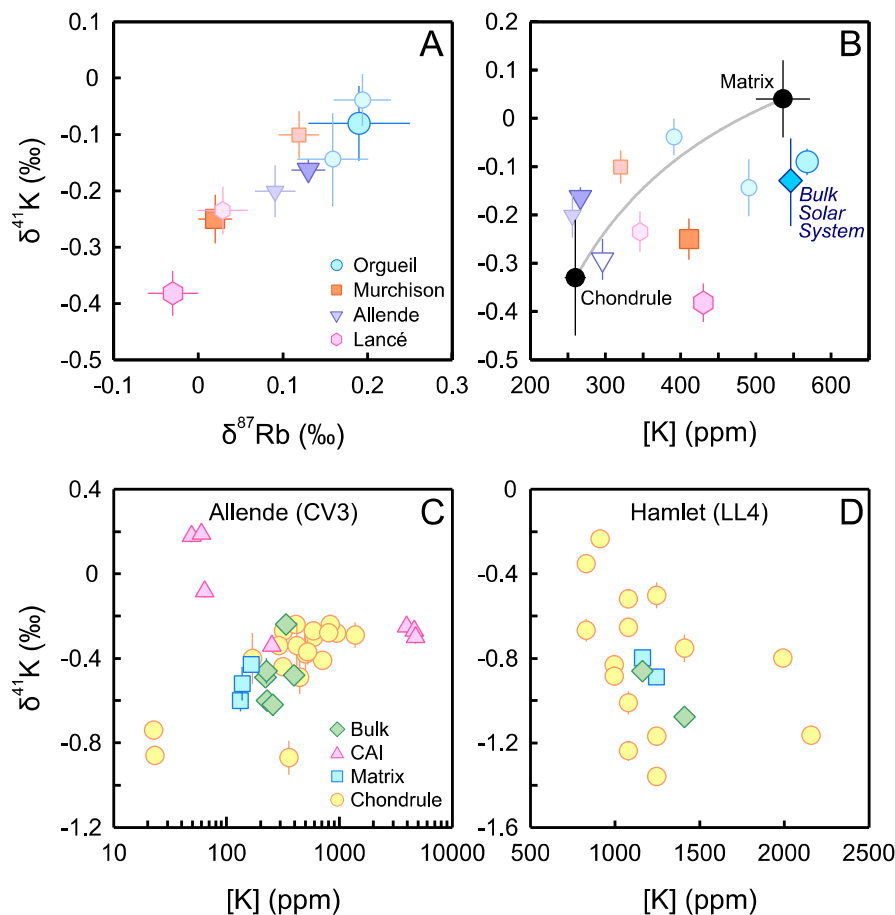 A
0
-0.1
-0.2
-0.3
-0.4
-0.5
-0.1
0
0.1
0.2
0.3
δ⁴¹K (‰)
δ⁸⁷Rb (‰)
Orgueil
Murchison
Allende
Lancé
B
0.2
0.1
0
-0.1
-0.2
-0.3
-0.4
-0.5
200
300
400
500
600
[K] (ppm)
Matrix
Bulk
Solar
System
Chondrule
Allende (CV3)
C
0.4
0
-0.4
-0.8
-1.2
10
100
1000
10000
δ⁴¹K (‰)
[K] (ppm)
Bulk
CAI
Matrix
Chondrule
Hamlet (LL4)
D
0
-0.4
-0.8
-1.2
-1.6
500
1000
1500
2000
2500
[K] (ppm)